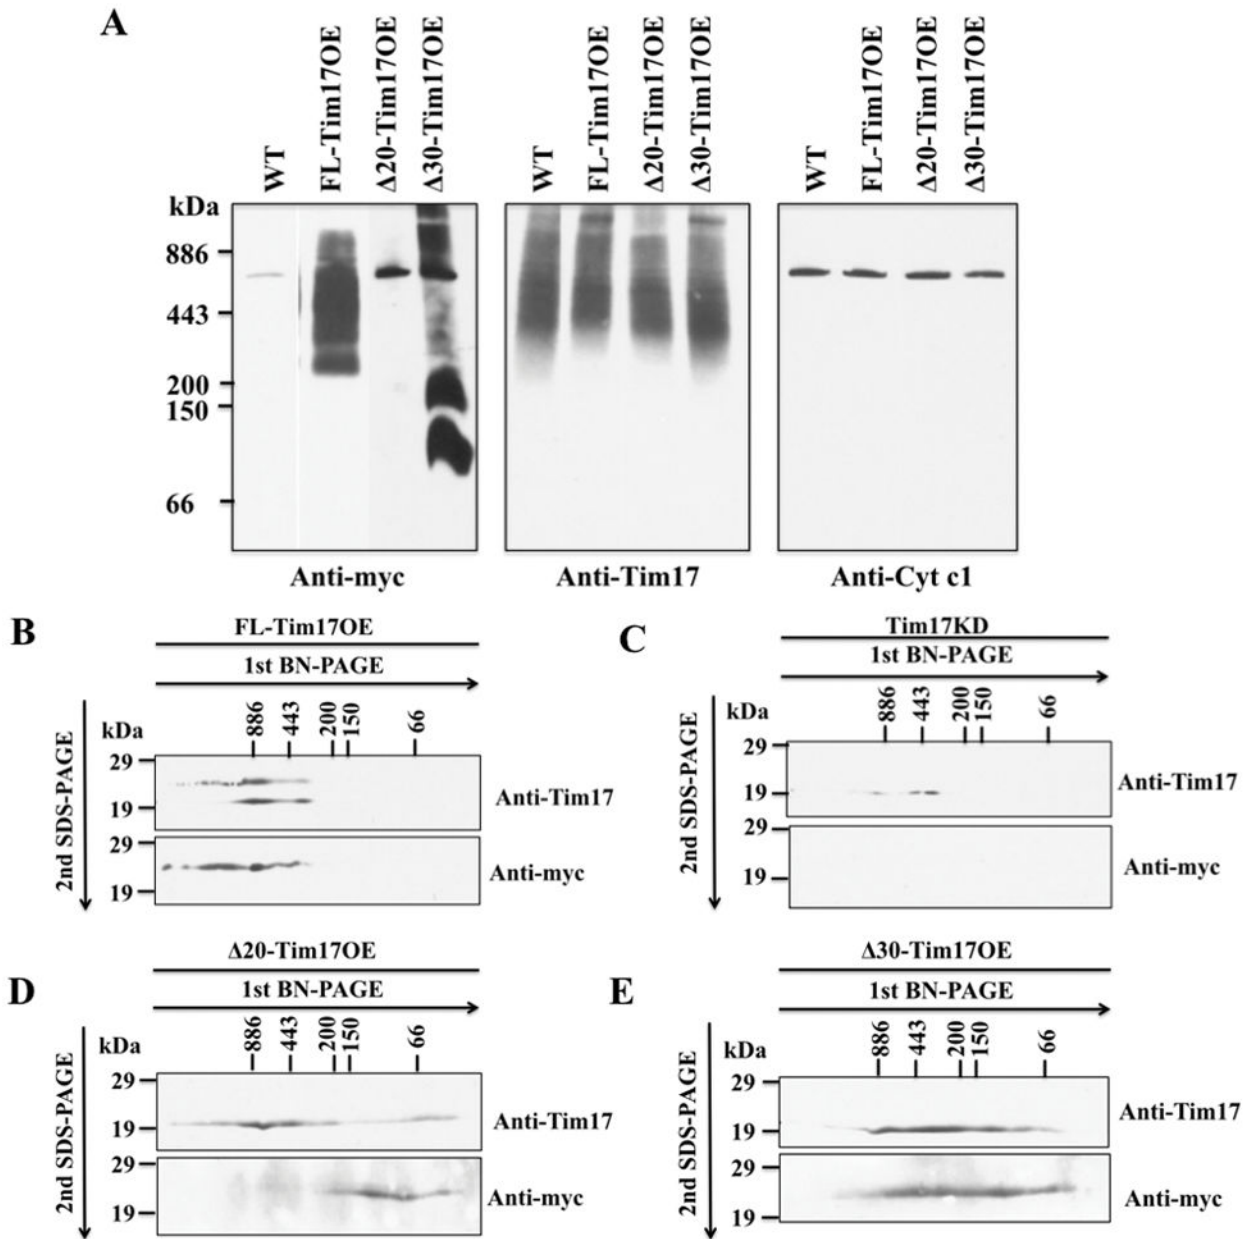 A
WT
FL-Tim17OE
Δ20-Tim17OE
Δ30-Tim17OE
WT
FL-Tim17OE
Δ20-Tim17OE
Δ30-Tim17OE
WT
FL-Tim17OE
Δ20-Tim17OE
Δ30-Tim17OE
kDa
886
443
200
150
66
Anti-myc
Anti-Tim17
Anti-Cyt c1
B
FL-Tim17OE
1st BN-PAGE
2nd SDS-PAGE
kDa
886
443
200
150
66
29
19
Anti-Tim17
29
19
Anti-myc
C
Tim17KD
1st BN-PAGE
2nd SDS-PAGE
kDa
886
443
200
150
66
29
19
Anti-Tim17
29
19
Anti-myc
D
Δ20-Tim17OE
1st BN-PAGE
2nd SDS-PAGE
kDa
886
443
200
150
66
29
19
Anti-Tim17
29
19
Anti-myc
E
Δ30-Tim17OE
1st BN-PAGE
2nd SDS-PAGE
kDa
886
443
200
150
66
29
19
Anti-Tim17
29
19
Anti-myc